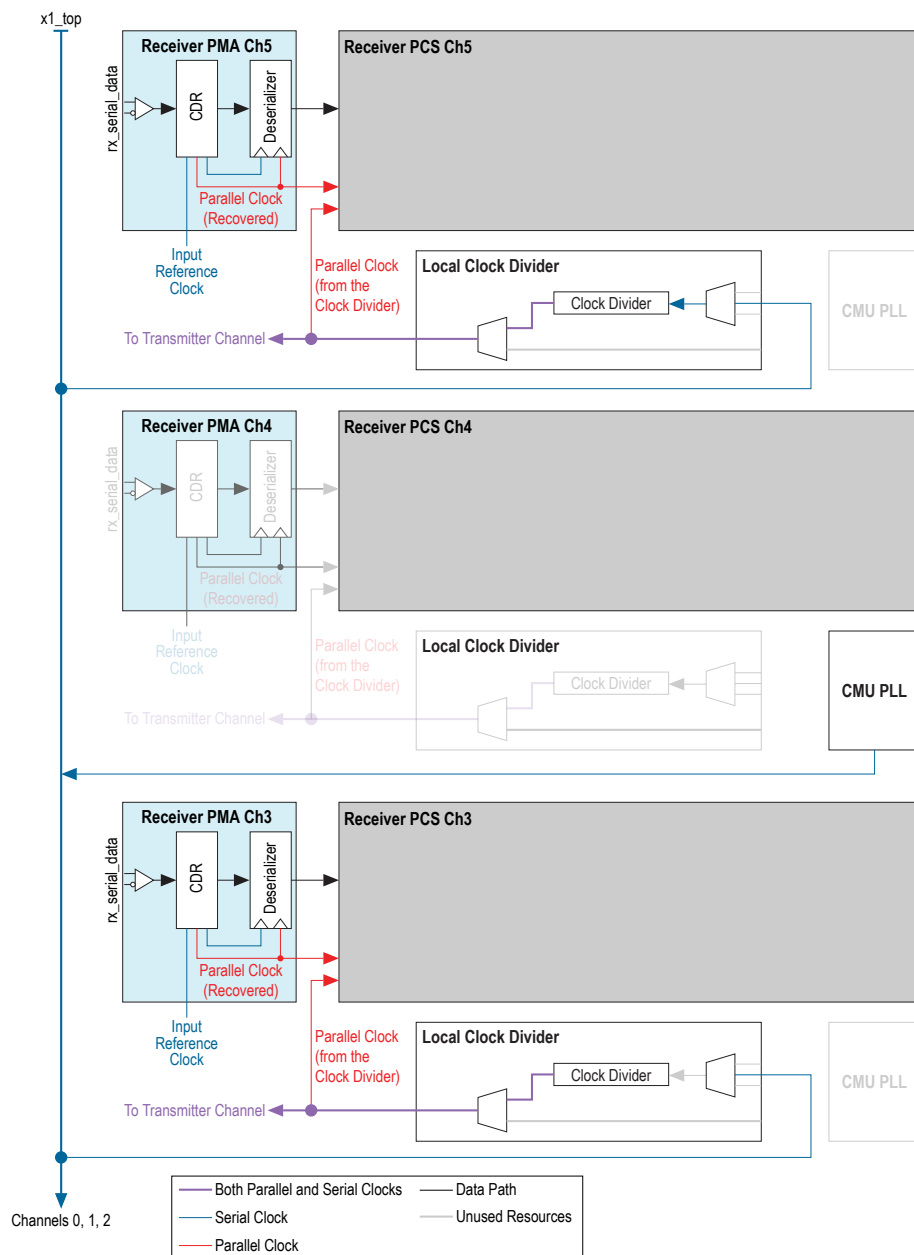 x1_top
Receiver PMA Ch5
Receiver PCS Ch5
rx_serial_data
CDR
Deserializer
Parallel Clock
(Recovered)
Input
Reference
Clock
Parallel Clock
(from the
Clock Divider)
Local Clock Divider
Clock Divider
CMU PLL
To Transmitter Channel
Receiver PMA Ch4
Receiver PCS Ch4
rx_serial_data
CDR
Deserializer
Parallel Clock
(Recovered)
Input
Reference
Clock
Parallel Clock
(from the
Clock Divider)
Local Clock Divider
Clock Divider
CMU PLL
To Transmitter Channel
Receiver PMA Ch3
Receiver PCS Ch3
rx_serial_data
CDR
Deserializer
Parallel Clock
(Recovered)
Input
Reference
Clock
Parallel Clock
(from the
Clock Divider)
Local Clock Divider
Clock Divider
CMU PLL
To Transmitter Channel
Channels 0, 1, 2
Both Parallel and Serial Clocks
Serial Clock
Parallel Clock
Data Path
Unused Resources